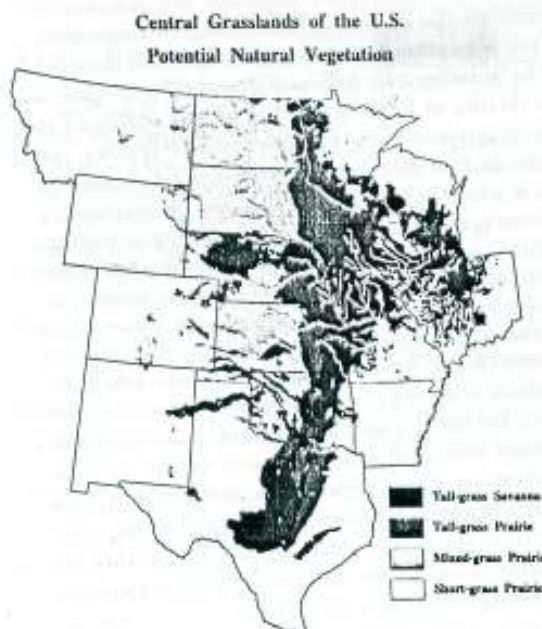 Central Grasslands of the U.S.
Potential Natural Vegetation
Tall-grass Savanna
Tall-grass Prairie
Mixed-grass Prairie
Short-grass Prairie